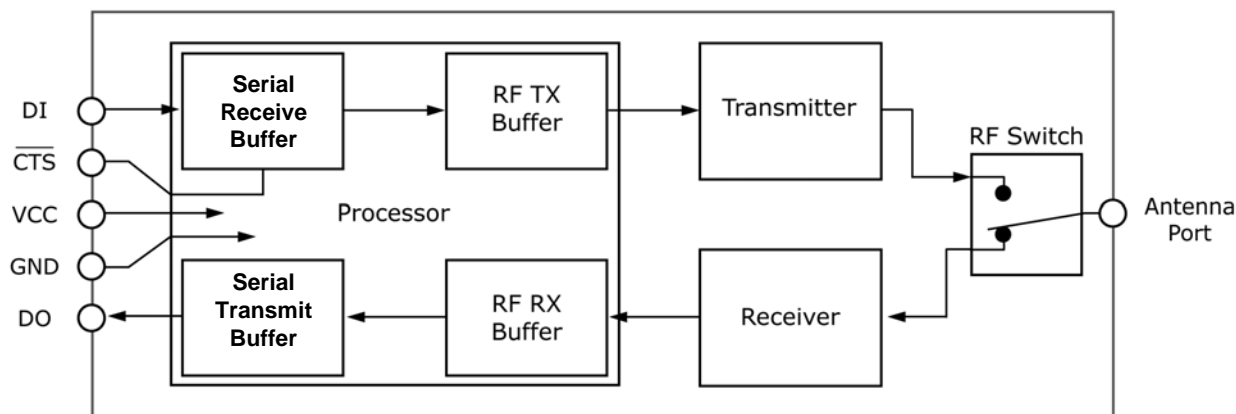 DI
CTS
VCC
GND
DO
Serial
Receive
Buffer
RF TX
Buffer
Transmitter
RF Switch
Processor
Antenna
Port
Serial
Transmit
Buffer
RF RX
Buffer
Receiver